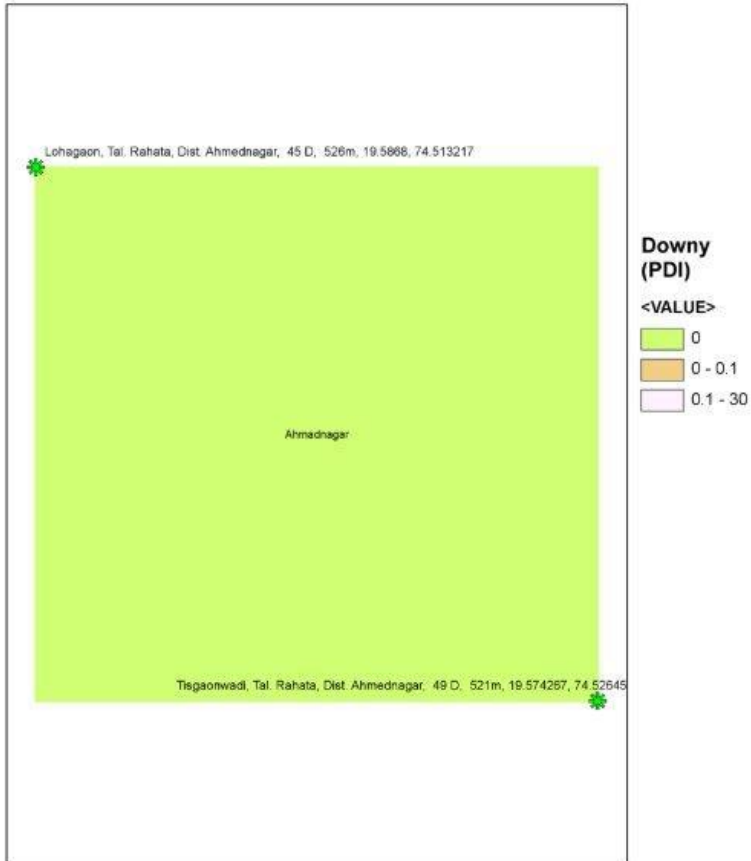 Lohagaon, Tal. Rahata, Dist. Ahmednagar, 45 D, 526m, 19.5868, 74.513217
Downy
(PDI)
<VALUE>
0
0 - 0.1
0.1 - 30
Ahmadnagar
Tisgaonwadi, Tal. Rahata, Dist. Ahmednagar, 49 D, 521m, 19.574267, 74.52645